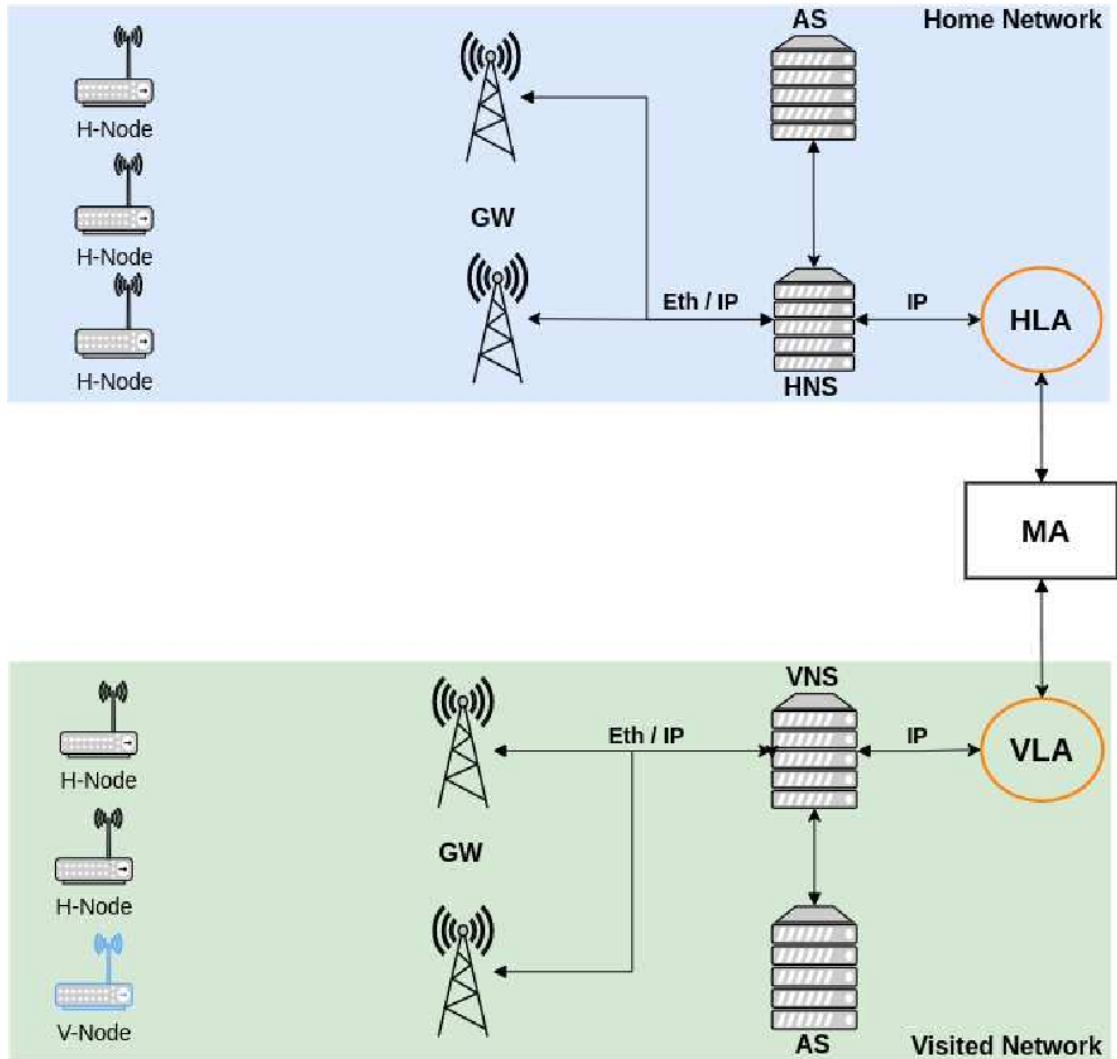 AS
Home Network
H-Node
H-Node
GW
H-Node
Eth / IP
IP
HLA
HNS
MA
VNS
H-Node
Eth / IP
IP
VLA
GW
H-Node
V-Node
AS
Visited Network